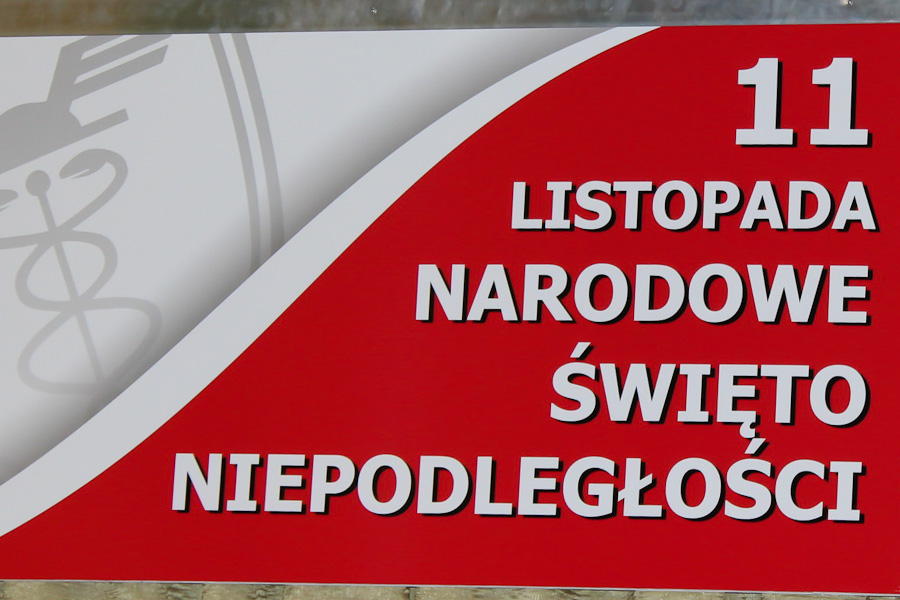 11
LISTOPADA
NARODOWE
ŚWIĘTO
NIEPODLEGŁOŚCI